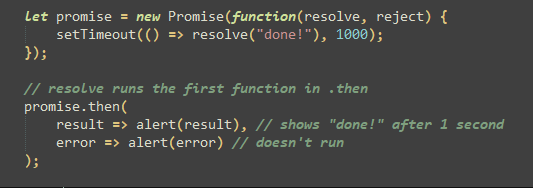 let promise = new Promise(function(resolve, reject) {
    setTimeout(() => resolve("done!"), 1000);
});

// resolve runs the first function in .then
promise.then(
    result => alert(result), // shows "done!" after 1 second
    error => alert(error) // doesn't run
);